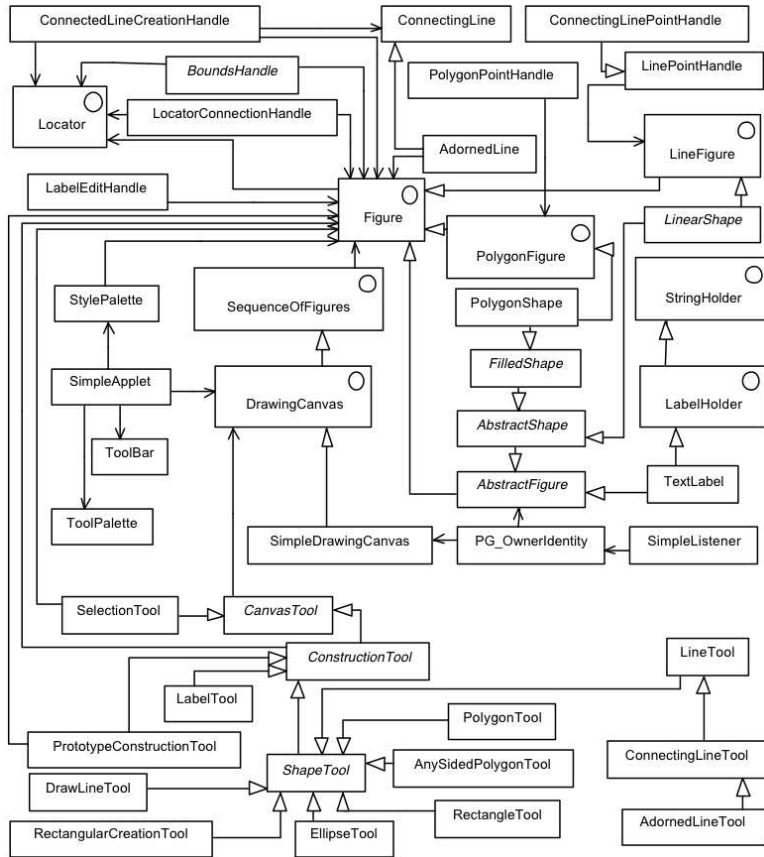 ConnectedLineCreationHandle
ConnectingLine
ConnectingLinePointHandle
BoundsHandle
PolygonPointHandle
LinePointHandle
Locator
LocatorConnectionHandle
AdornedLine
LineFigure
LabelEditHandle
Figure
LinearShape
PolygonFigure
StylePalette
SequenceOfFigures
PolygonShape
StringHolder
SimpleApplet
FilledShape
DrawingCanvas
LabelHolder
ToolBar
AbstractShape
ToolPalette
AbstractFigure
TextLabel
SimpleDrawingCanvas
PG_OwnerIdentity
SimpleListener
SelectionTool
CanvasTool
ConstructionTool
LineTool
LabelTool
PolygonTool
PrototypeConstructionTool
ShapeTool
AnySidedPolygonTool
ConnectingLineTool
DrawLineTool
RectangleTool
AdornedLineTool
RectangularCreationTool
EllipseTool